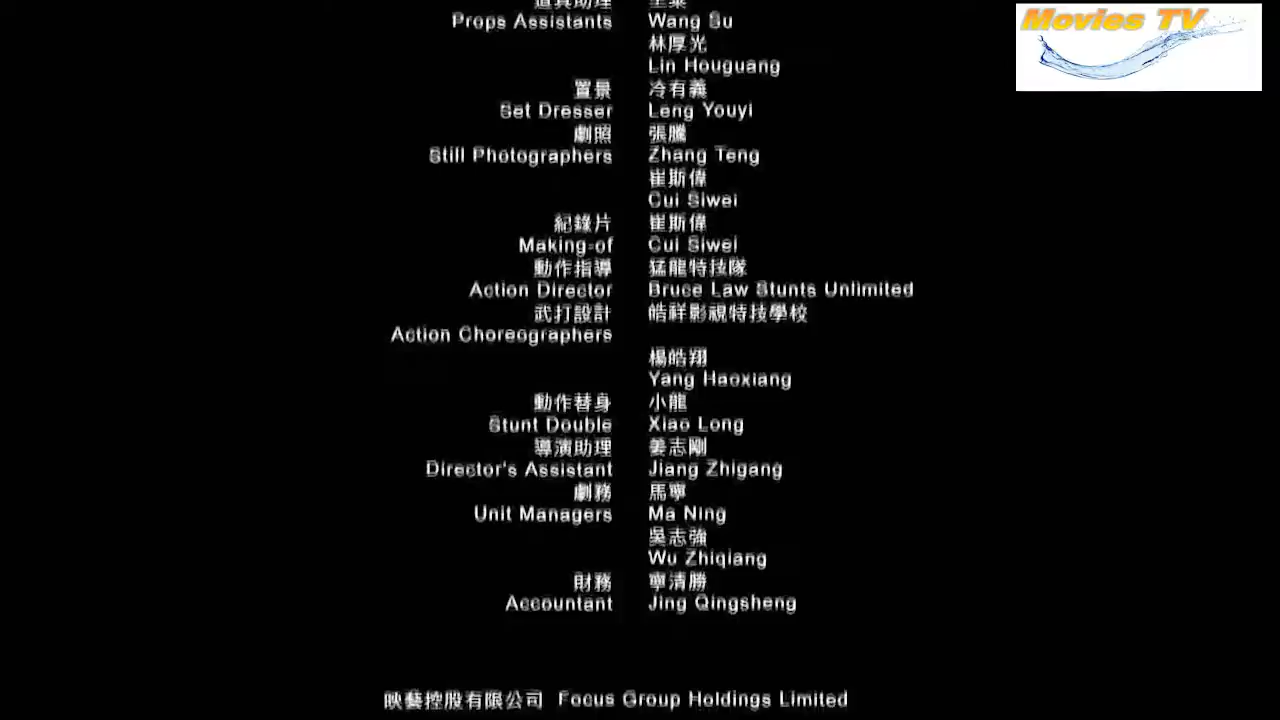 Movies TV
Props Assistants Wang Su
林厚光
Lin Houguang
置景 冷有義
Set Dresser Leng Youyi
劇照 張騰
Still Photographers Zhang Teng
崔斯偉
Cui Siwei
紀錄片 崔斯偉
Making-of Cui Siwei
動作指導 猛龍特技隊
Action Director Bruce Law Stunts Unlimited
武打設計 皓祥影視特技學校
Action Choreographers
楊皓翔
Yang Haoxiang
動作替身 小龍
Stunt Double Xiao Long
導演助理 姜志剛
Director's Assistant Jiang Zhigang
劇務 馬寧
Unit Managers Ma Ning
吳志強
Wu Zhiqiang
財務 寧清勝
Accountant Jing Qingsheng
映藝控股有限公司 Focus Group Holdings Limited